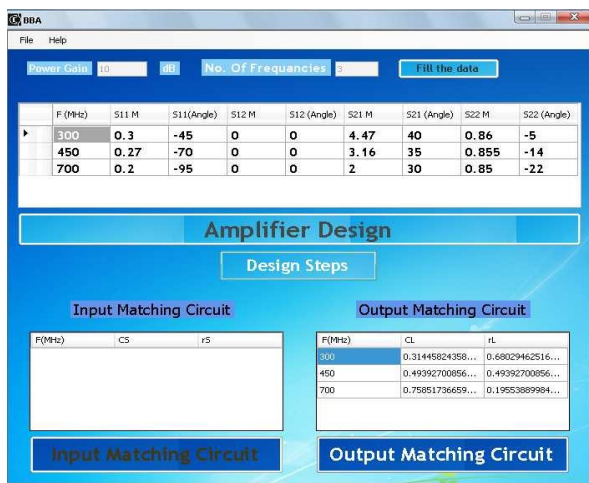 BBA
File Help
Power Gain 10 dB No. Of Frequancies 3 Fill the data
F (MHz) S11 M S11(Angle) S12 M S12 (Angle) S21 M S21 (Angle) S22 M S22 (Angle)
300 0.3 -45 0 0 4.47 40 0.86 -5
450 0.27 -70 0 0 3.16 35 0.855 -14
700 0.2 -95 0 0 2 30 0.85 -22
Amplifier Design
Design Steps
Input Matching Circuit Output Matching Circuit
F(MHz) CS rS F(MHz) CL rL
300 0.31445824358... 0.68029462516...
450 0.49392700856... 0.49392700856...
700 0.75851736659... 0.19553889984...
Input Matching Circuit Output Matching Circuit